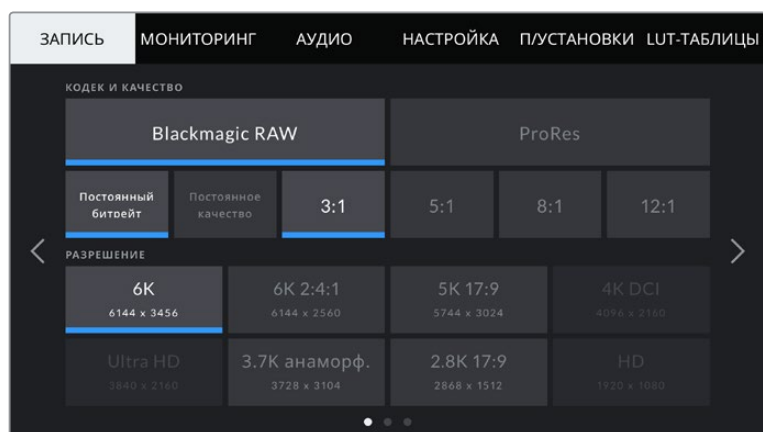 ЗАПИСЬ МОНИТОРИНГ АУДИО НАСТРОЙКА П/УСТАНОВКИ LUT-ТАБЛИЦЫ
КОДЕК И КАЧЕСТВО
Blackmagic RAW ProRes
Постоянный битрейт Постоянное качество 3:1 5:1 8:1 12:1
РАЗРЕШЕНИЕ
6K 6K 2:4:1 5K 17:9 4K DCI
6144 x 3456 6144 x 2560 5744 x 3024 4096 x 2160
Ultra HD 3.7K анаморф. 2.8K 17:9 HD
3840 x 2160 3728 x 3104 2868 x 1512 1920 x 1080